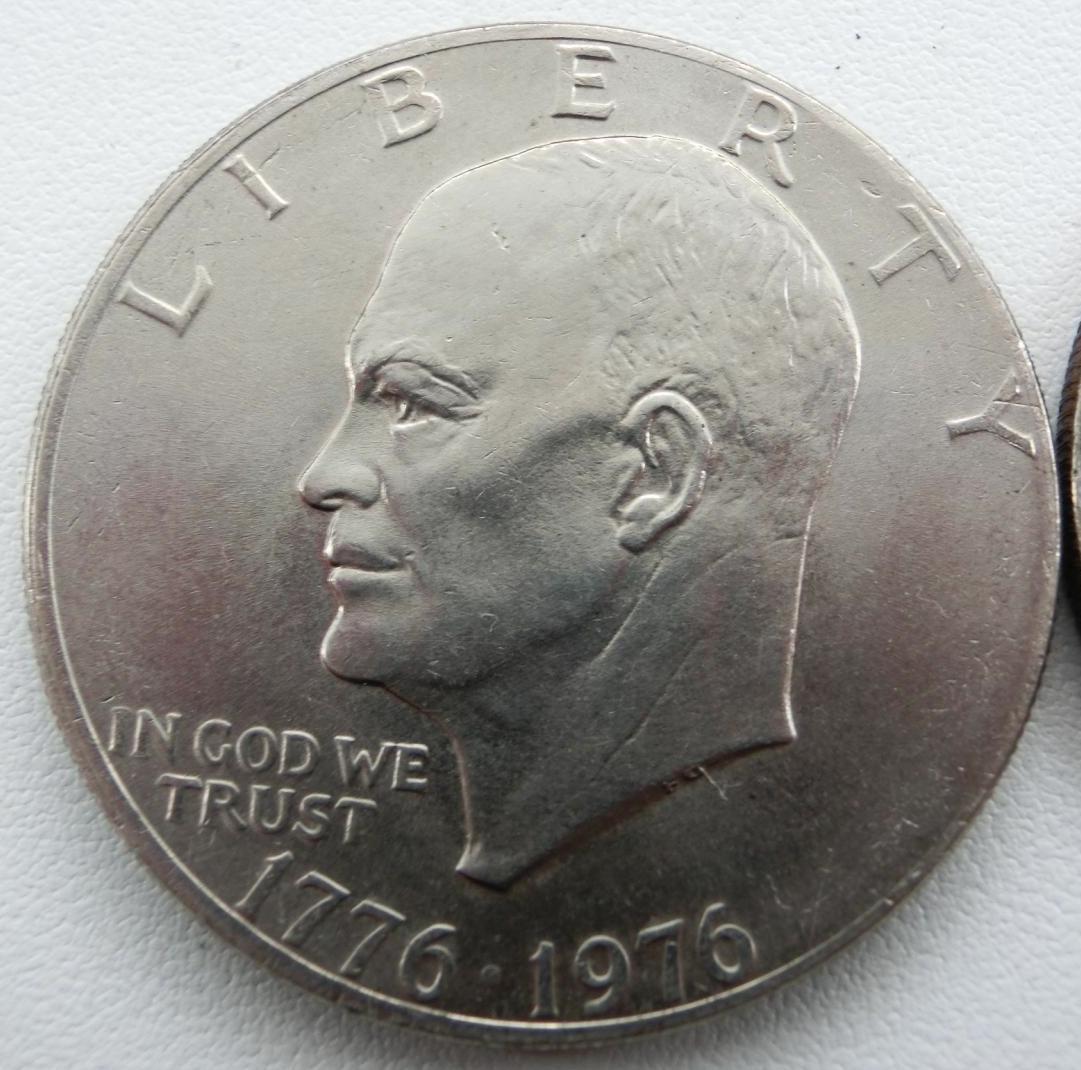 LIBERTY
IN GOD WE
TRUST
1776 · 1976